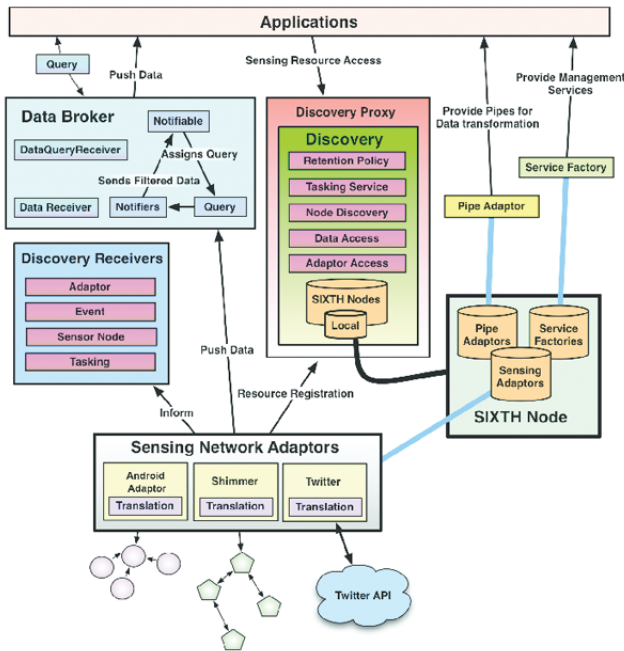 Applications
Query
Push Data
Sensing Resource Access
Provide Management
Services
Provide Pipes for
Data transformation
Data Broker
Notifiable
DataQueryReceiver
Assigns Query
Sends Filtered Data
Data Receiver
Notifiers
Query
Discovery Proxy
Discovery
Retention Policy
Tasking Service
Node Discovery
Data Access
Adaptor Access
SIXTH Nodes
Local
Service Factory
Pipe Adaptor
Discovery Receivers
Adaptor
Event
Sensor Node
Tasking
Push Data
Resource Registration
Inform
Pipe
Adaptors
Service
Factories
Sensing
Adaptors
SIXTH Node
Sensing Network Adaptors
Android
Adaptor
Translation
Shimmer
Translation
Twitter
Translation
Twitter API